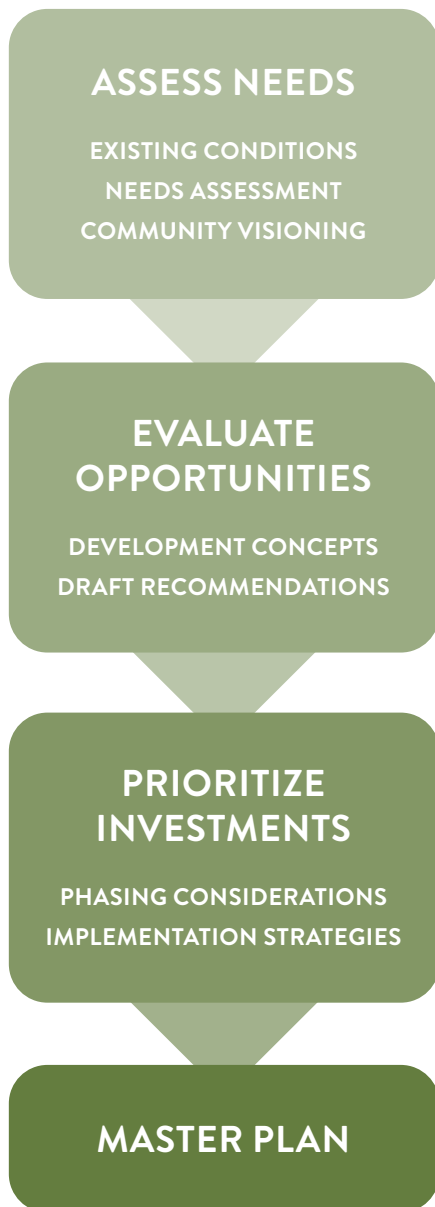 ASSESS NEEDS
EXISTING CONDITIONS
NEEDS ASSESSMENT
COMMUNITY VISIONING
EVALUATE
OPPORTUNITIES
DEVELOPMENT CONCEPTS
DRAFT RECOMMENDATIONS
PRIORITIZE
INVESTMENTS
PHASING CONSIDERATIONS
IMPLEMENTATION STRATEGIES
MASTER PLAN